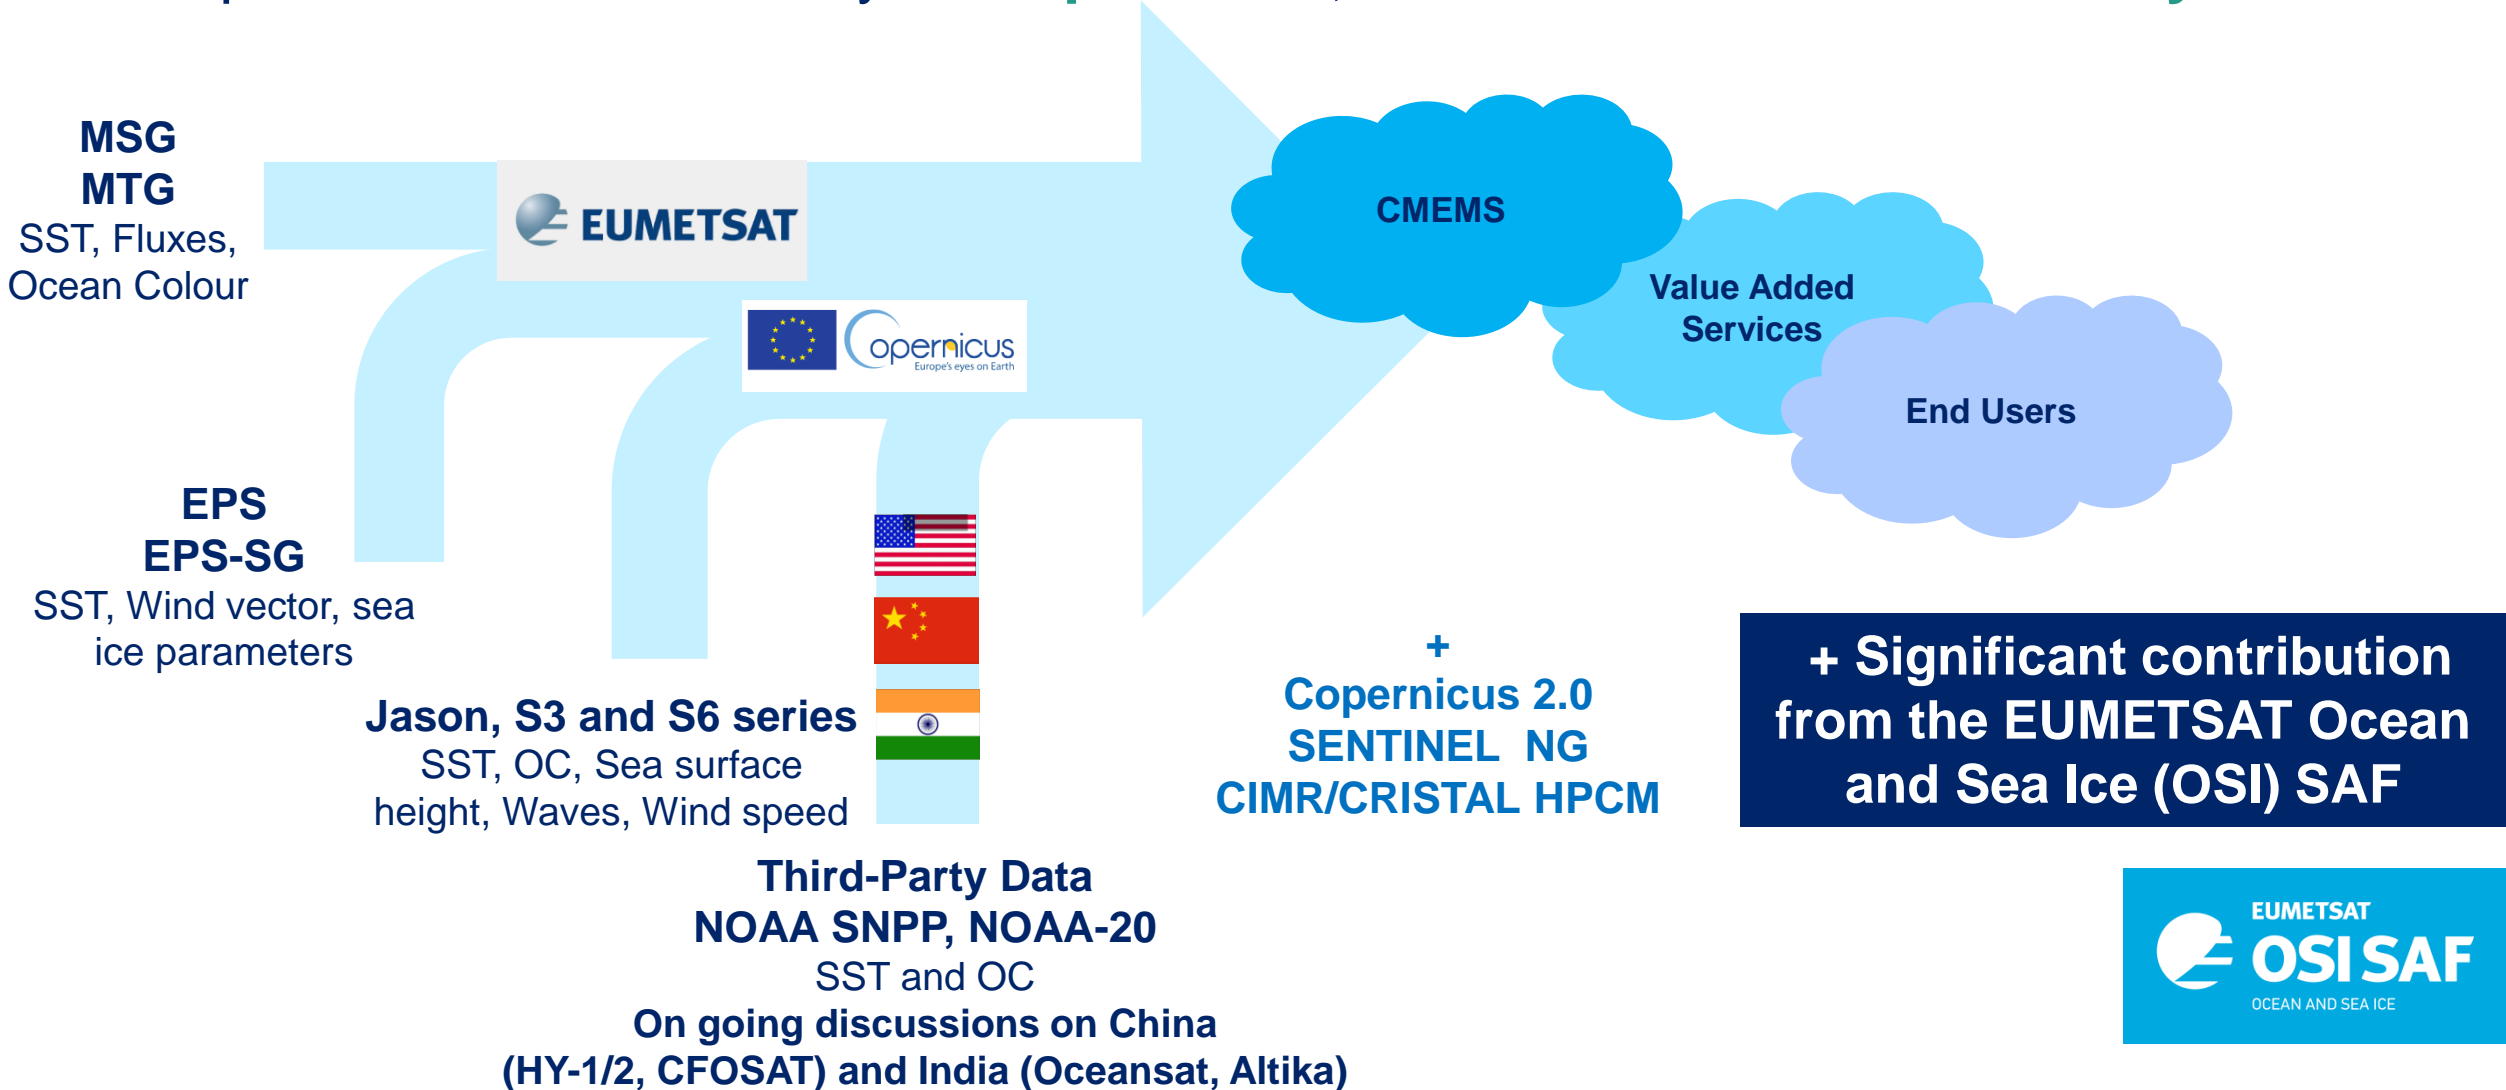 MSG
MTG
SST, Fluxes,
Ocean Colour
EUMETSAT
Copernicus
Europe's eyes on Earth
CMEMS
Value Added
Services
End Users
EPS
EPS-SG
SST, Wind vector, sea
ice parameters
Jason, S3 and S6 series
SST, OC, Sea surface
height, Waves, Wind speed
+
Copernicus 2.0
SENTINEL NG
CIMR/CRISTAL HPCM
+ Significant contribution
from the EUMETSAT Ocean
and Sea Ice (OSI) SAF
Third-Party Data
NOAA SNPP, NOAA-20
SST and OC
On going discussions on China
(HY-1/2, CFOSAT) and India (Oceansat, Altika)
EUMETSAT
OSI SAF
OCEAN AND SEA ICE